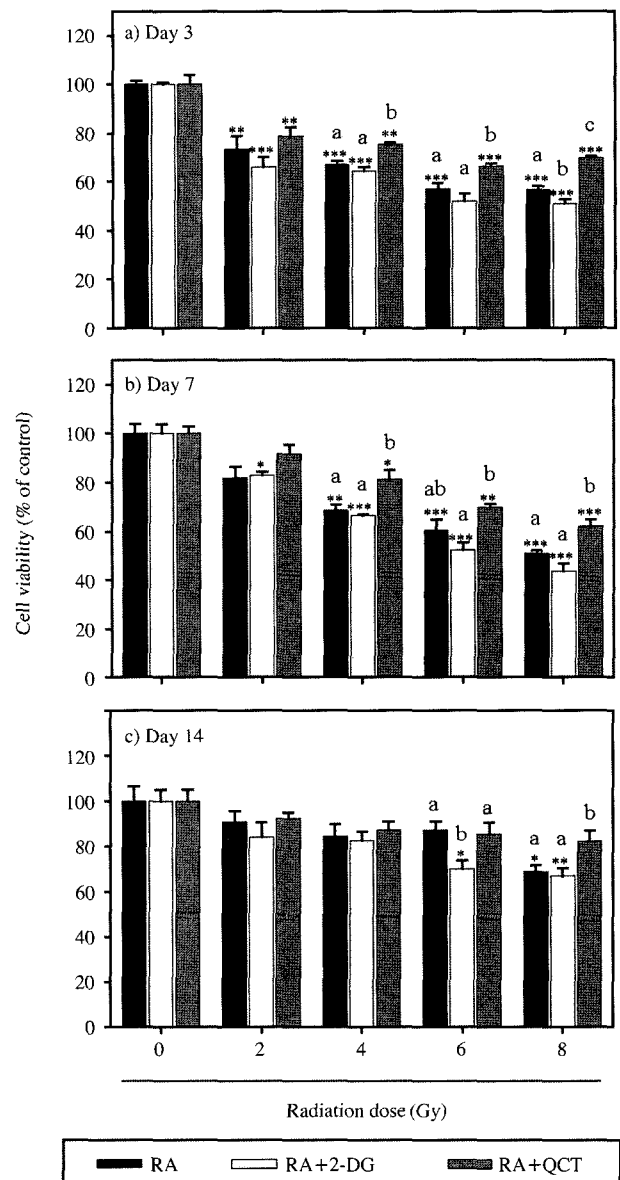 a) Day 3
120
100
80
60
40
20
0
** *** **
a a b
*** *** **
a a b
*** ***
a b c
*** *** ***
b) Day 7
120
100
80
60
40
20
0
*
a a b
** *** *
ab a b
*** *** **
a a b
*** *** ***
c) Day 14
120
100
80
60
40
20
0
a b a
*
a a b
* **
0 2 4 6 8
Cell viability (% of control)
Radiation dose (Gy)
RA RA+2-DG RA+QCT